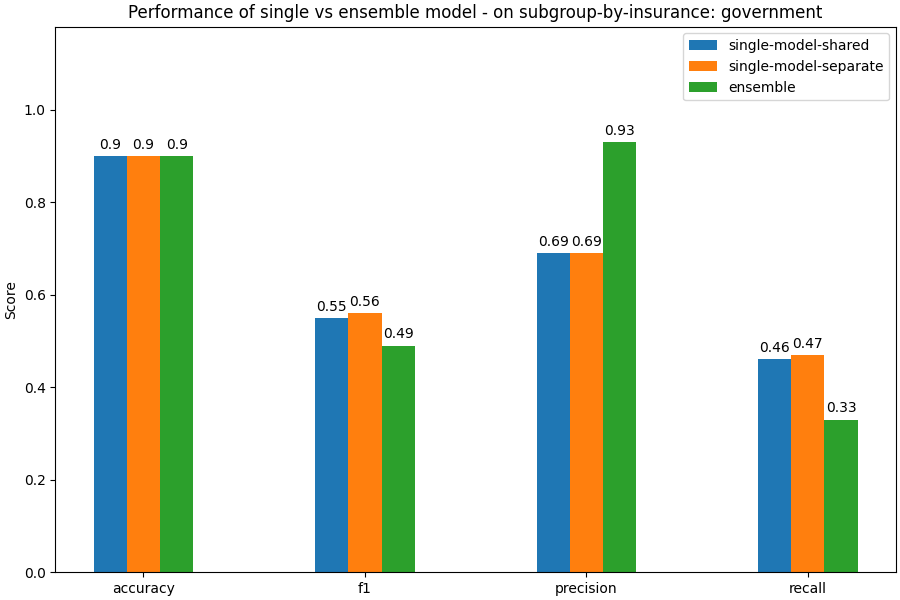 Performance of single vs ensemble model - on subgroup-by-insurance: government
single-model-shared
single-model-separate
ensemble
Score
1.0
0.8
0.6
0.4
0.2
0.0
0.9 0.9 0.9
0.55 0.56 0.49
0.69 0.69 0.93
0.46 0.47 0.33
accuracy f1 precision recall